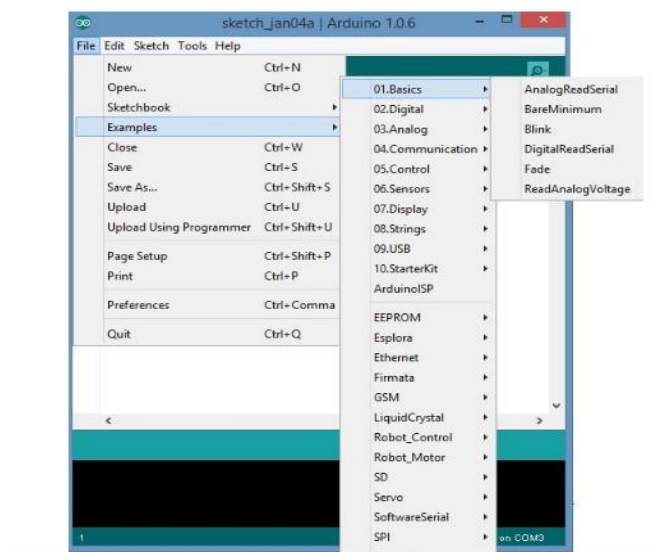 sketch_jan04a | Arduino 1.0.6
File Edit Sketch Tools Help
New Ctrl+N
Open... Ctrl+O
Sketchbook
Examples
Close Ctrl+W
Save Ctrl+S
Save As... Ctrl+Shift+S
Upload Ctrl+U
Upload Using Programmer Ctrl+Shift+U
Page Setup Ctrl+Shift+P
Print Ctrl+P
Preferences Ctrl+Comma
Quit Ctrl+Q
01.Basics
02.Digital
03.Analog
04.Communication
05.Control
06.Sensors
07.Display
08.Strings
09.USB
10.StarterKit
ArduinoISP
EEPROM
Esplora
Ethernet
Firmata
GSM
LiquidCrystal
Robot_Control
Robot_Motor
SD
Servo
SoftwareSerial
SPI
AnalogReadSerial
BareMinimum
Blink
DigitalReadSerial
Fade
ReadAnalogVoltage
1 on COM3